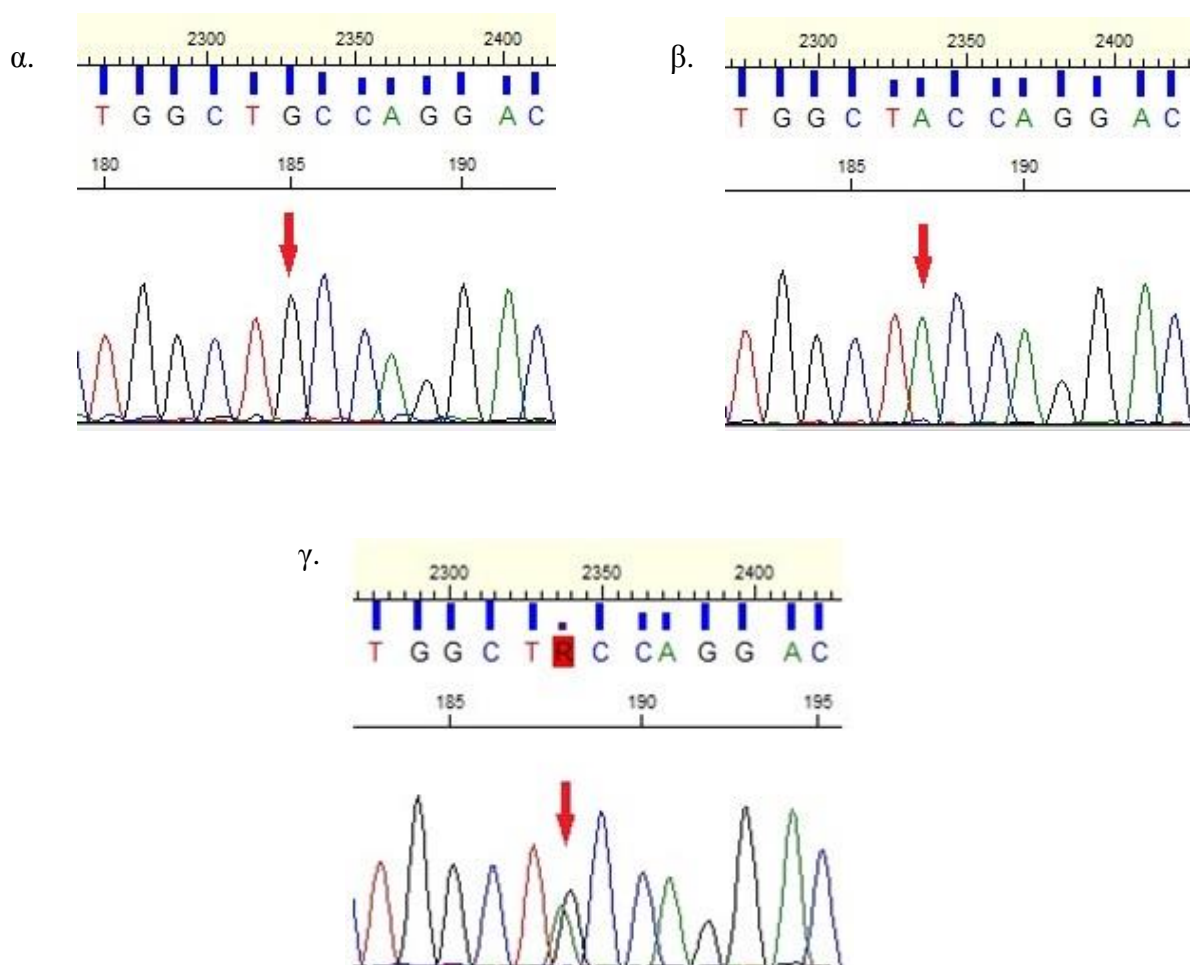 α.
2300 2350 2400
T G G C T G C C A G G A C
180 185 190
β.
2300 2350 2400
T G G C T A C C A G G A C
185 190
γ.
2300 2350 2400
T G G C T R C C A G G A C
185 190 195